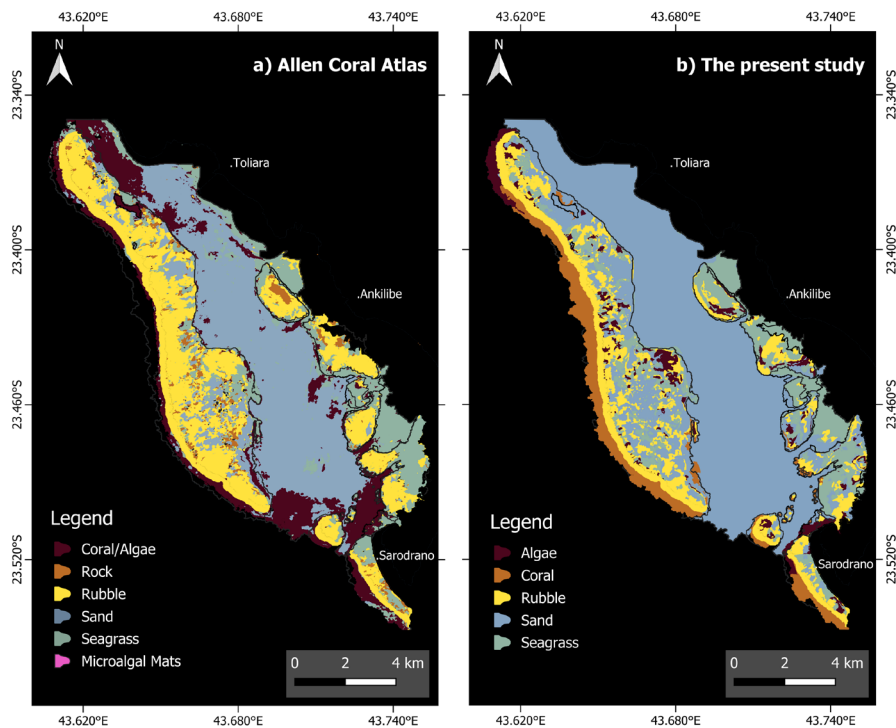 43.620°E 43.680°E 43.740°E 43.620°E 43.680°E 43.740°E
N a) Allen Coral Atlas N b) The present study
23.340°S 23.340°S
.Toliara .Toliara
23.400°S 23.400°S
.Ankilibe .Ankilibe
23.460°S 23.460°S
Legend Legend
Coral/Algae Algae
Rock Coral
Rubble Rubble
Sand Sand
Seagrass Seagrass
Microalgal Mats
23.520°S 23.520°S
.Sarodrano .Sarodrano
0 2 4 km 0 2 4 km
43.620°E 43.680°E 43.740°E 43.620°E 43.680°E 43.740°E